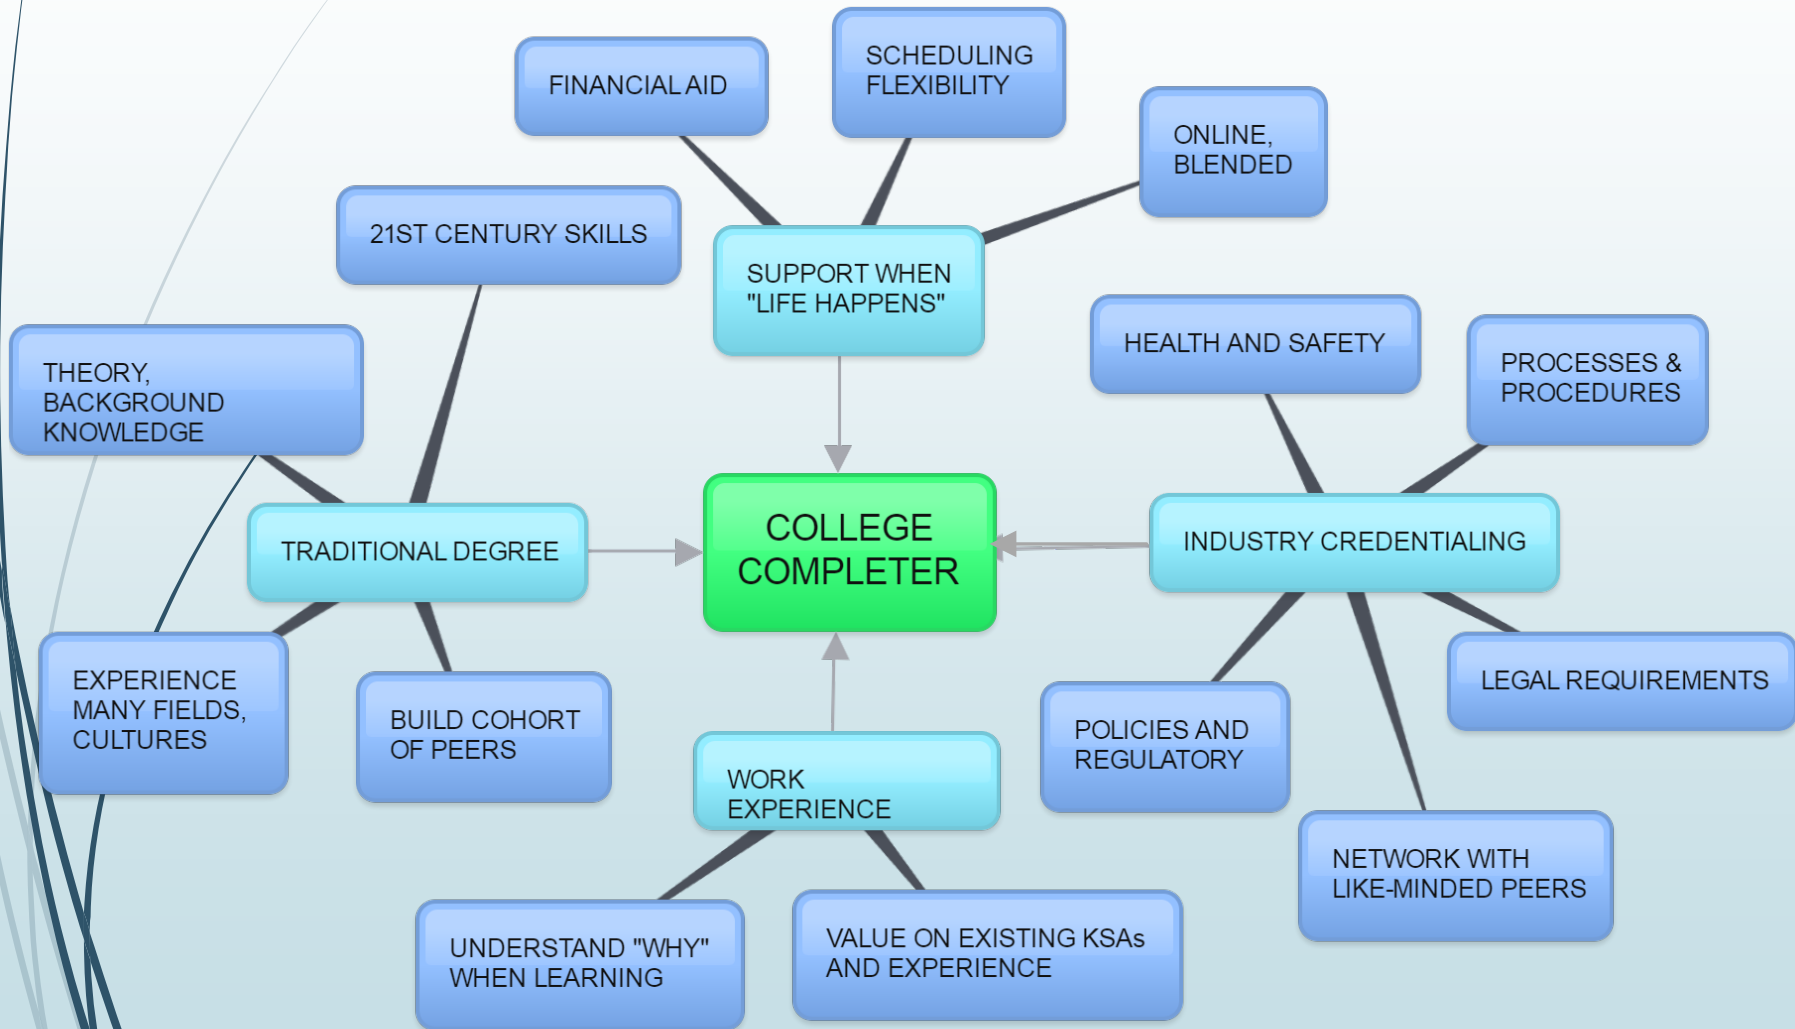 FINANCIAL AID
SCHEDULING
FLEXIBILITY
ONLINE,
BLENDED
21ST CENTURY SKILLS
SUPPORT WHEN
"LIFE HAPPENS"
HEALTH AND SAFETY
PROCESSES &
PROCEDURES
THEORY,
BACKGROUND
KNOWLEDGE
COLLEGE
COMPLETER
TRADITIONAL DEGREE
INDUSTRY CREDENTIALING
EXPERIENCE
MANY FIELDS,
CULTURES
BUILD COHORT
OF PEERS
WORK
EXPERIENCE
POLICIES AND
REGULATORY
LEGAL REQUIREMENTS
NETWORK WITH
LIKE-MINDED PEERS
UNDERSTAND "WHY"
WHEN LEARNING
VALUE ON EXISTING KSAs
AND EXPERIENCE